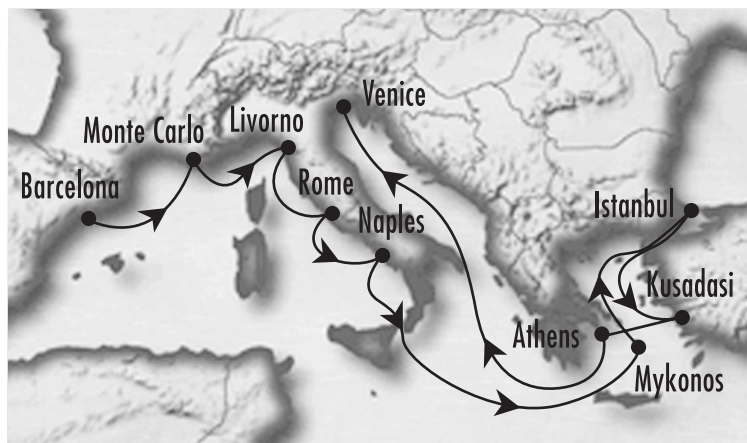 Venice
Monte Carlo
Livorno
Barcelona
Rome
Naples
Istanbul
Kusadasi
Athens
Mykonos